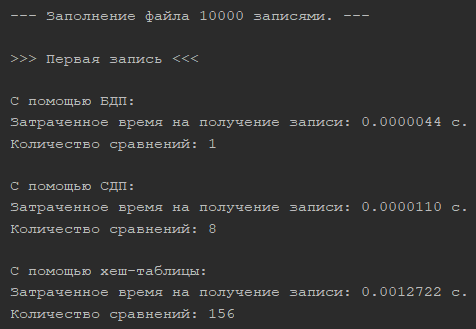 --- Заполнение файла 10000 записями. ---
>>> Первая запись <<<
С помощью БДП:
Затраченное время на получение записи: 0.0000044 с.
Количество сравнений: 1
С помощью СДП:
Затраченное время на получение записи: 0.0000110 с.
Количество сравнений: 8
С помощью хеш-таблицы:
Затраченное время на получение записи: 0.0012722 с.
Количество сравнений: 156